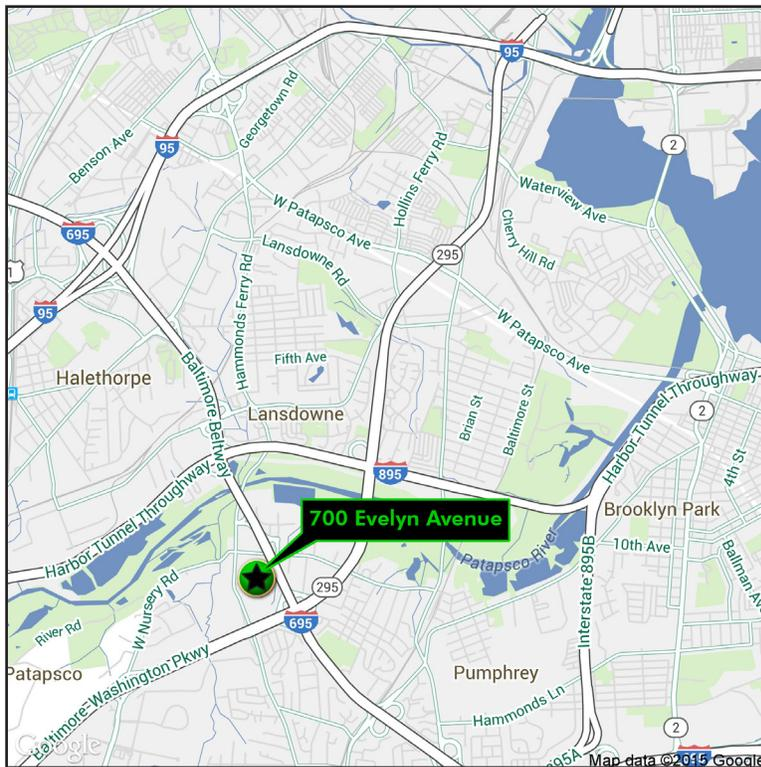 95
2
Georgetown Rd
Benson Ave
95
Hollins Ferry Rd
Waterview Ave
W Patapsco Ave
Cherry Hill Rd
695
Lansdowne Rd
295
1
Hammonds Ferry Rd
95
W Patapsco Ave
Fifth Ave
Baltimore Beltway
Halethorpe
Lansdowne
Brian St
Baltimore St
Harbor Tunnel Throughway
2
4th St
895
Harbor Tunnel Throughway
Brooklyn Park
700 Evelyn Avenue
10th Ave
Patapsco River
Interstate 895B
Ballman Av
W Nursery Rd
295
River Rd
695
Patapsco
Baltimore-Washington Pkwy
Pumphrey
Hammonds Ln
2
Google
895A
Map data ©2015 Google